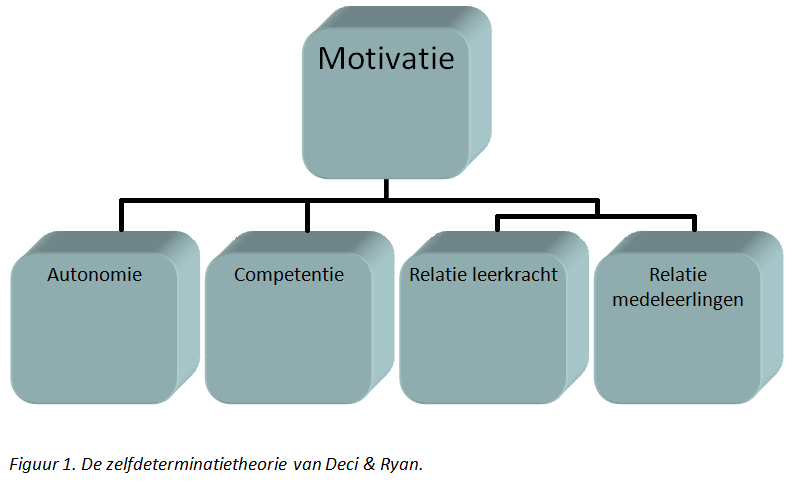 Motivatie
Autonomie
Competentie
Relatie leerkracht
Relatie
medeleerlingen
Figuur 1. De zelfdeterminatietheorie van Deci & Ryan.